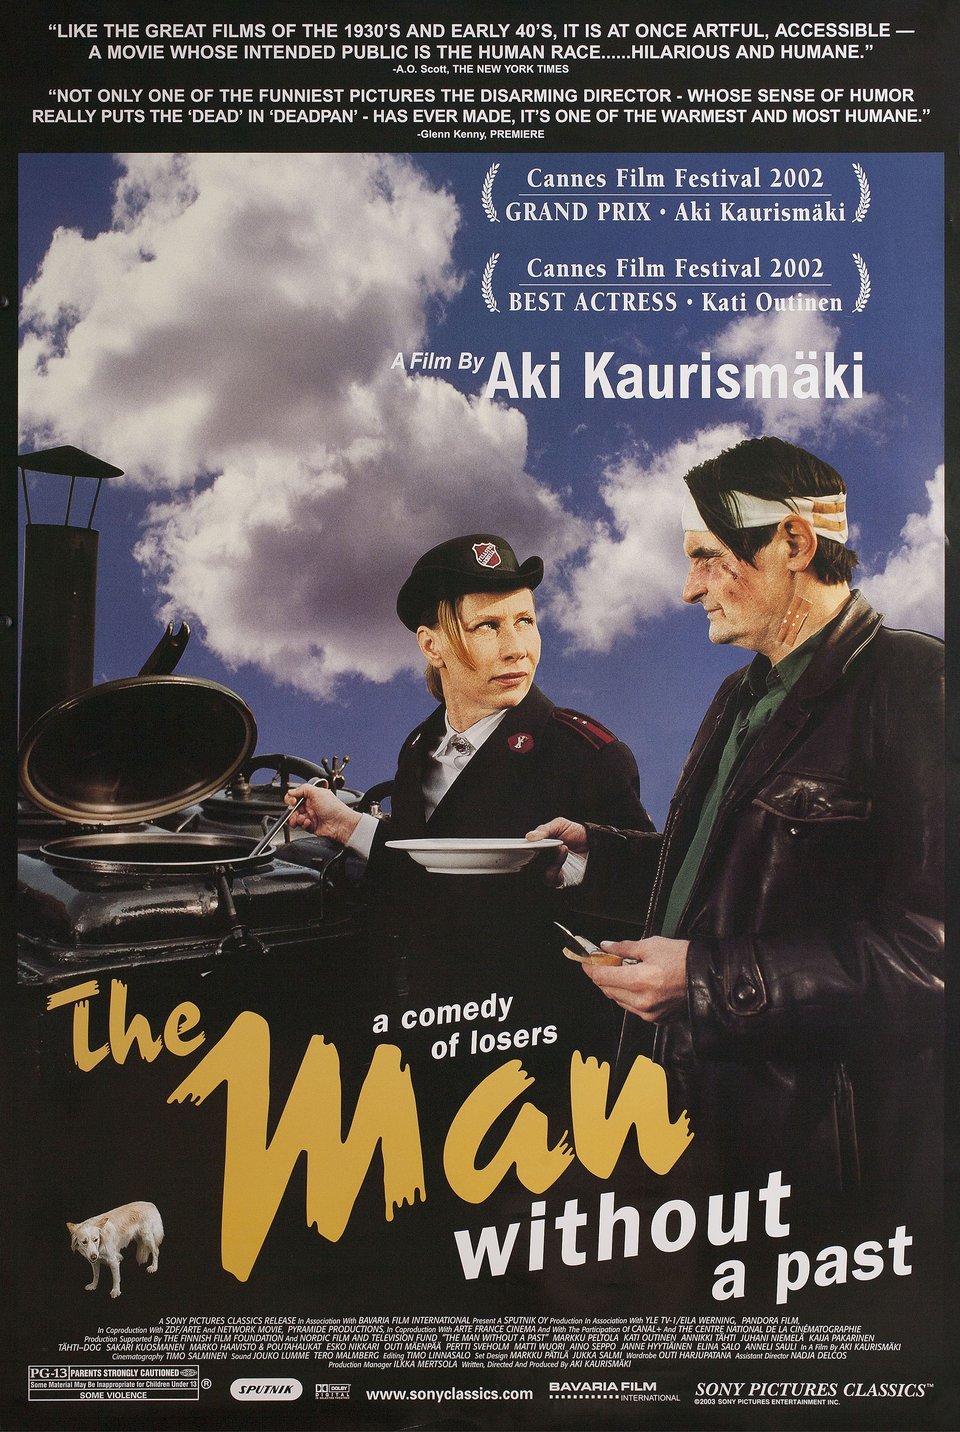 “LIKE THE GREAT FILMS OF THE 1930’S AND EARLY 40’S, IT IS AT ONCE ARTFUL, ACCESSIBLE —
A MOVIE WHOSE INTENDED PUBLIC IS THE HUMAN RACE......HILARIOUS AND HUMANE.”
-A.O. Scott, THE NEW YORK TIMES
“NOT ONLY ONE OF THE FUNNIEST PICTURES THE DISARMING DIRECTOR - WHOSE SENSE OF HUMOR
REALLY PUTS THE ‘DEAD’ IN ‘DEADPAN’ - HAS EVER MADE, IT’S ONE OF THE WARMEST AND MOST HUMANE.”
-Glenn Kenny, PREMIERE
Cannes Film Festival 2002
GRAND PRIX • Aki Kaurismäki
Cannes Film Festival 2002
BEST ACTRESS • Kati Outinen
A Film By Aki Kaurismäki
The
a comedy
of losers
Man
without
a past
A SONY PICTURES CLASSICS RELEASE In Association With BAVARIA FILM INTERNATIONAL Present A SPUTNIK OY Production In Association With YLE TV-1/EILA WERNING, PANDORA FILM,
In Coproduction With ZDF/ARTE And NETWORK MOVIE, PYRAMIDE PRODUCTIONS, In Coproduction With ARTE FRANCE CINEMA And With The Participation Of CANAL+ And THE CENTRE NATIONAL DE LA CINÉMATOGRAPHIE
Production Supported By THE FINNISH FILM FOUNDATION And NORDIC FILM AND TELEVISION FUND, “THE MAN WITHOUT A PAST” MARKKU PELTOLA KATI OUTINEN ANNIKKI TÄHTI JUHANI NIEMELÄ KAIJA PAKARINEN
TÄHTI-DOG SAKARI KUOSMANEN MARKO HAAVISTO & POUTAHAUKAT ESKO NIKKARI OUTI MÄENPÄÄ PERTTI SVEHOLM MATTI WUORI AINO SEPPO JANNE HYYTIÄINEN ELINA SALO ANNELI SAULI In A Film By AKI KAURISMÄKI
Cinematography TIMO SALMINEN Sound JOUKO LUMME TERO MALMBERG Editing TIMO LINNASALO Set Design MARKKU PÄTILÄ JUKKA SALMI Wardrobe OUTI HARJUPATANA Assistant Director NADJA DELCOS
Production Manager ILKKA MERTSOLA Written, Directed And Produced By AKI KAURISMÄKI
PG-13 PARENTS STRONGLY CAUTIONED
Some Material May Be Inappropriate for Children Under 13 ®
SOME VIOLENCE
SPUTNIK
DOLBY DIGITAL
www.sonyclassics.com
BAVARIA FILM
INTERNATIONAL
SONY PICTURES CLASSICS™
©2003 SONY PICTURES ENTERTAINMENT INC.